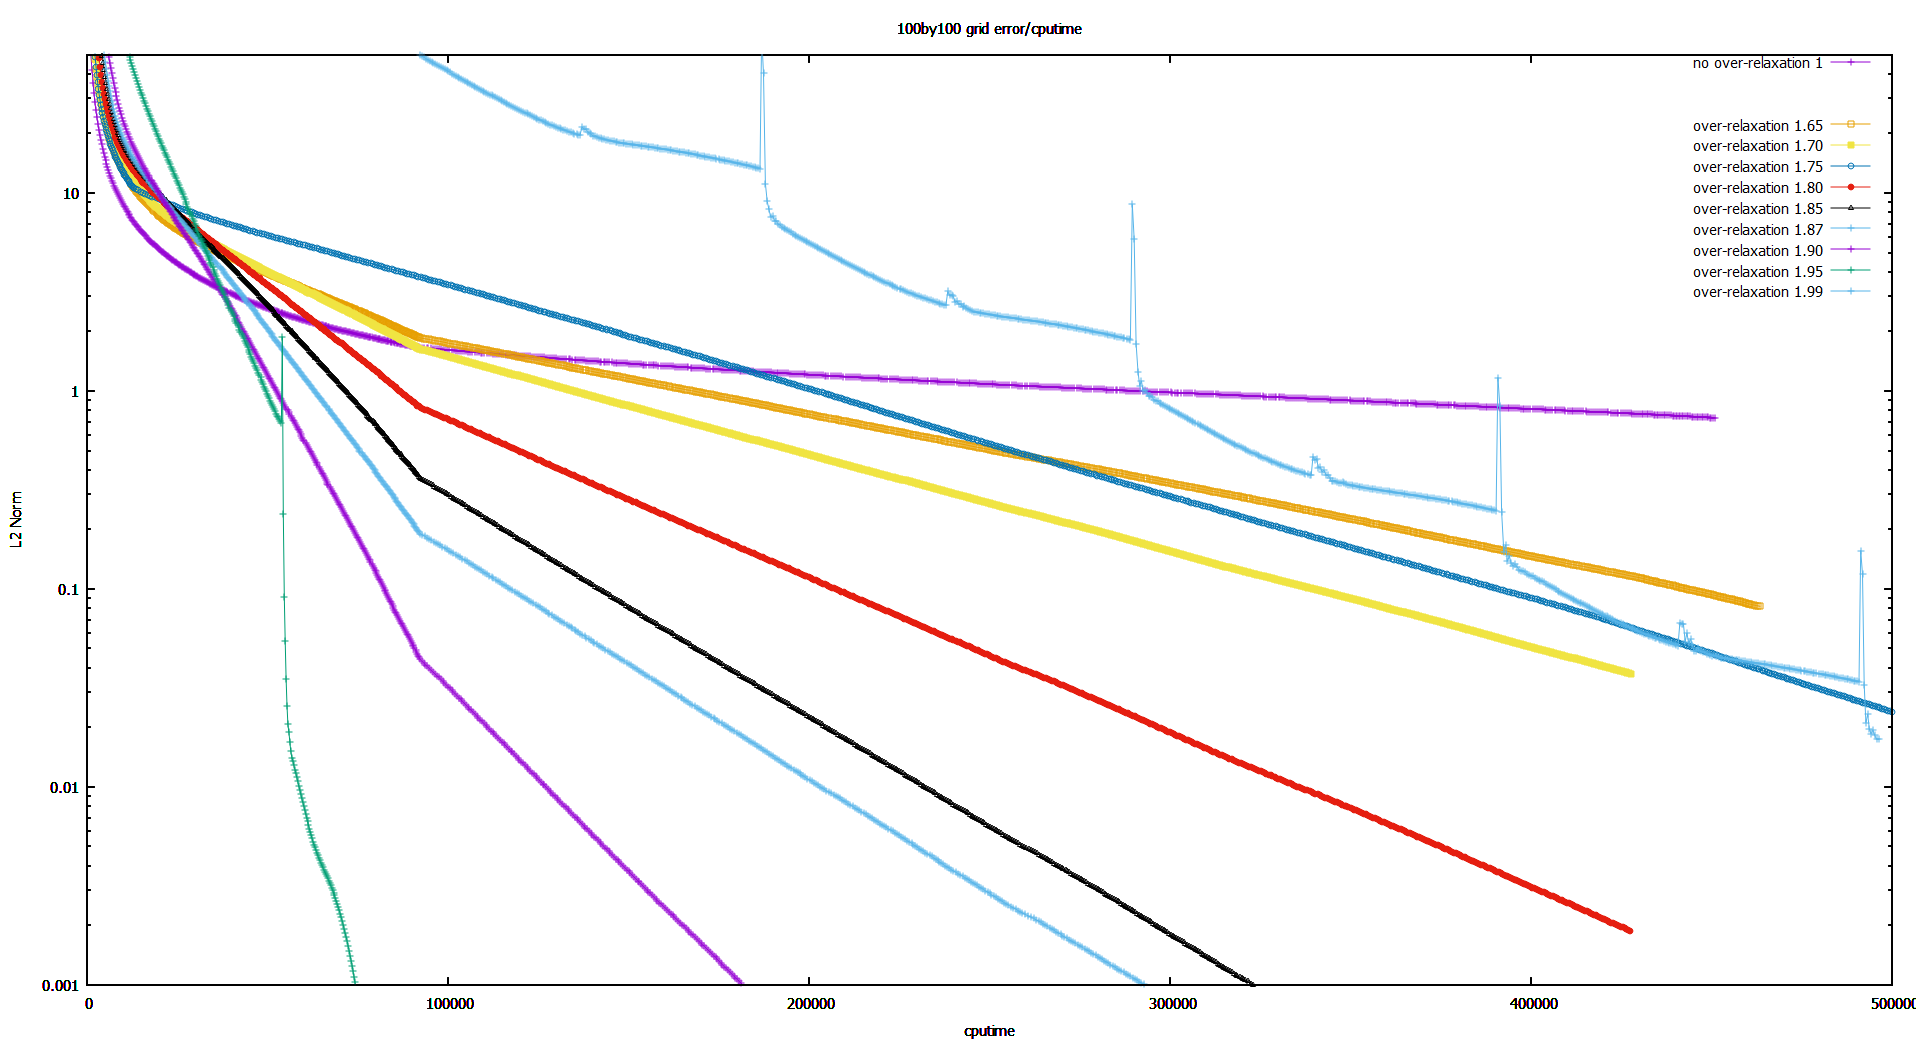 100by100 grid error/cputime
no over-relaxation 1
over-relaxation 1.65
over-relaxation 1.70
over-relaxation 1.75
over-relaxation 1.80
over-relaxation 1.85
over-relaxation 1.87
over-relaxation 1.90
over-relaxation 1.95
over-relaxation 1.99
10
1
0.1
0.01
0.001
L2 Norm
0
100000
200000
300000
400000
500000
cputime